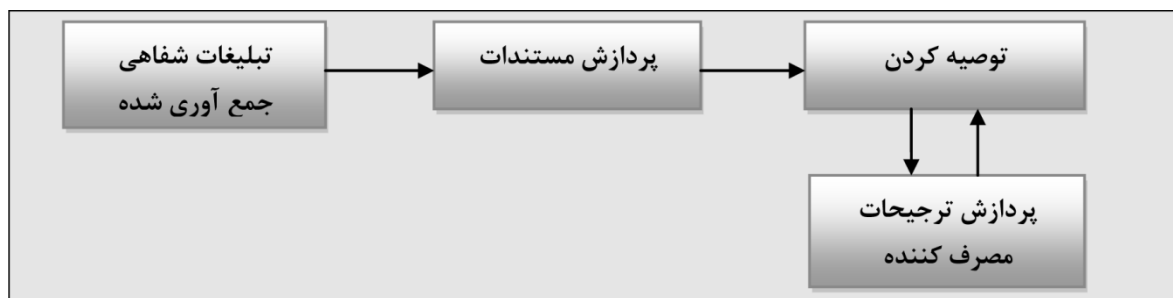 تبلیغات شفاهی
جمع آوری شده
پردازش مستندات
توصیه کردن
پردازش ترجیحات
مصرف کننده